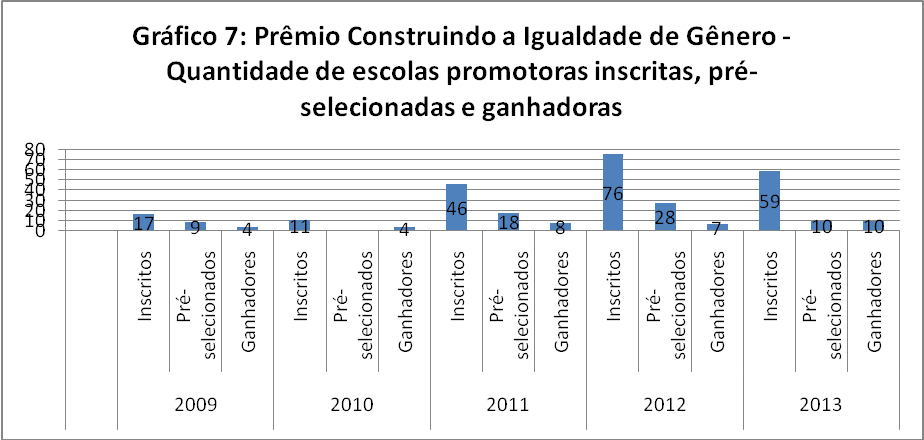 Gráfico 7: Prêmio Construindo a Igualdade de Gênero -
Quantidade de escolas promotoras inscritas, pré-
selecionadas e ganhadoras
80
70
60
50
40
30
20
10
0
17
9
4
11
4
46
18
8
76
28
7
59
10
10
Inscritos
Pré-
selecionados
Ganhadores
Inscritos
Pré-
selecionados
Ganhadores
Inscritos
Pré-
selecionados
Ganhadores
Inscritos
Pré-
selecionados
Ganhadores
Inscritos
Pré-
selecionados
Ganhadores
2009
2010
2011
2012
2013